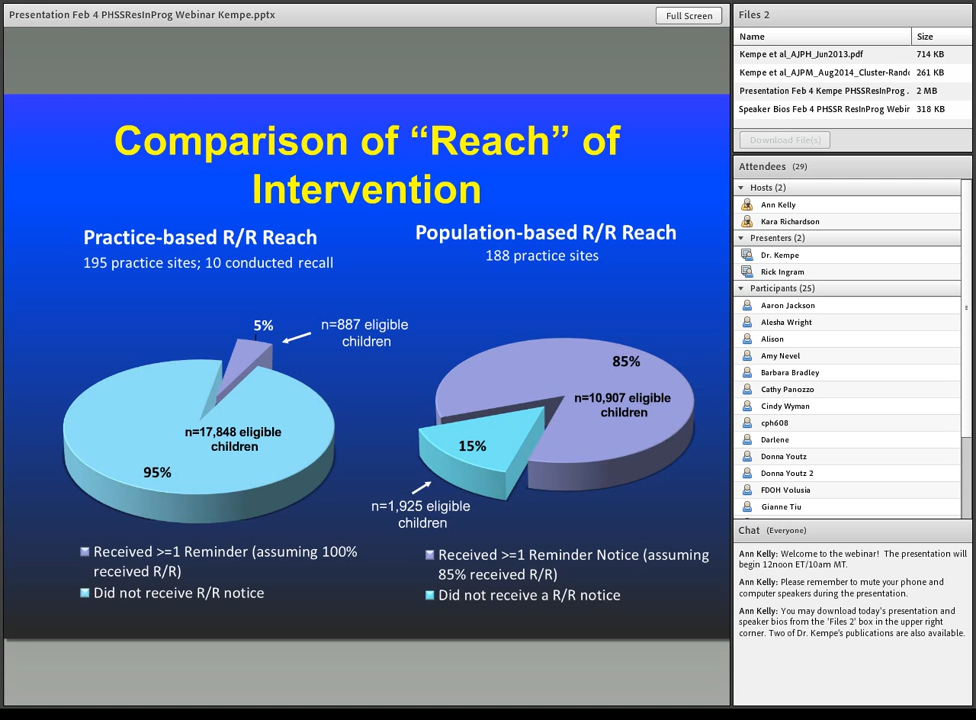 Presentation Feb 4 PHSSResInProg Webinar Kempe.pptx
Full Screen
Comparison of “Reach” of
Intervention
Practice-based R/R Reach
195 practice sites; 10 conducted recall
Population-based R/R Reach
188 practice sites
5%
n=887 eligible
children
n=17,848 eligible
children
95%
85%
n=10,907 eligible
children
15%
n=1,925 eligible
children
Received >=1 Reminder (assuming 100%
received R/R)
Did not receive R/R notice
Received >=1 Reminder Notice (assuming
85% received R/R)
Did not receive a R/R notice
Files 2
Name Size
Kempe et al_AJPH_Jun2013.pdf 714 KB
Kempe et al_AJPM_Aug2014_Cluster-Rand 261 KB
Presentation Feb 4 Kempe PHSSResInProg . 2 MB
Speaker Bios Feb 4 PHSSR ResInProg Webir 318 KB
Download File(s)
Attendees (29)
Hosts (2)
Ann Kelly
Kara Richardson
Presenters (2)
Dr. Kempe
Rick Ingram
Participants (25)
Aaron Jackson
Alesha Wright
Alison
Amy Nevel
Barbara Bradley
Cathy Panozzo
Cindy Wyman
cph608
Darlene
Donna Youtz
Donna Youtz 2
FDOH Volusia
Gianne Tiu
Chat (Everyone)
Ann Kelly: Welcome to the webinar! The presentation will
begin 12noon ET/10am MT.
Ann Kelly: Please remember to mute your phone and
computer speakers during the presentation.
Ann Kelly: You may download today's presentation and
speaker bios from the 'Files 2' box in the upper right
corner. Two of Dr. Kempe's publications are also available.